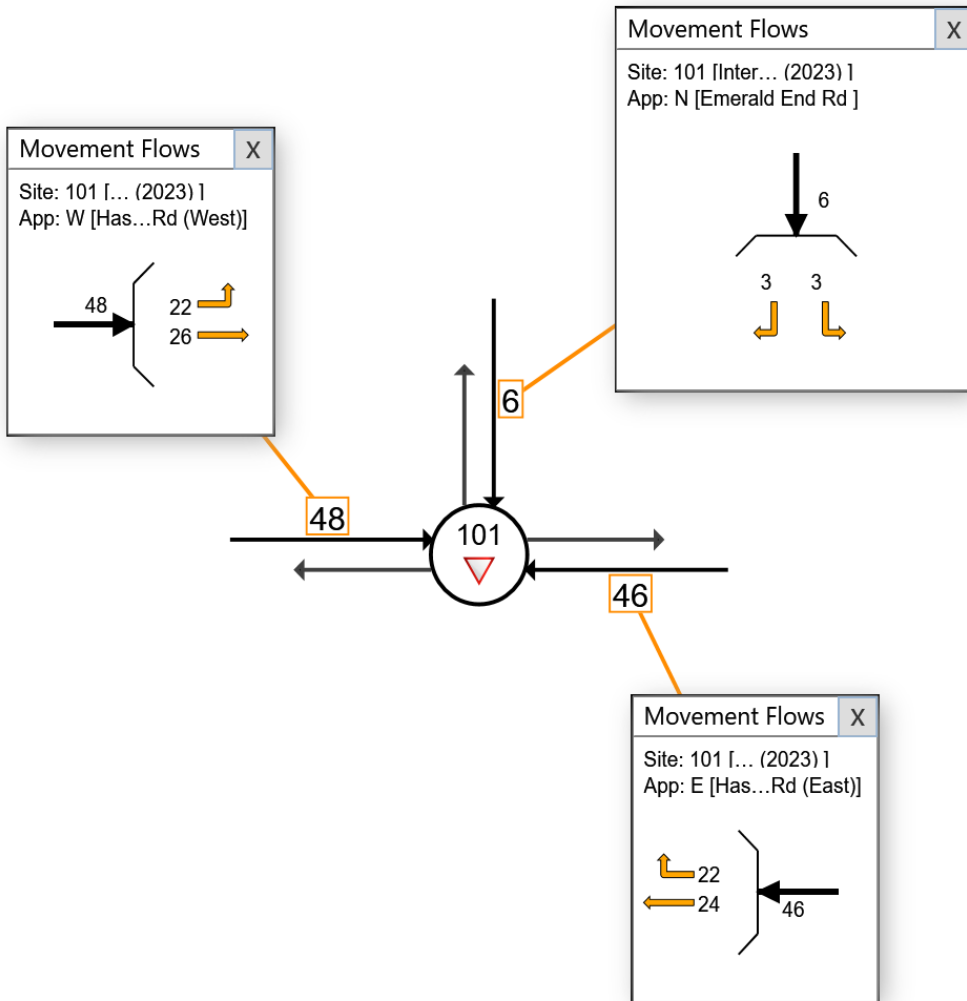 Movement Flows X
Site: 101 [Inter... (2023) ]
App: N [Emerald End Rd ]
6
3 3
Movement Flows X
Site: 101 [... (2023) ]
App: W [Has...Rd (West)]
48
22
26
6
48
101
46
Movement Flows X
Site: 101 [... (2023) ]
App: E [Has...Rd (East)]
22
24
46